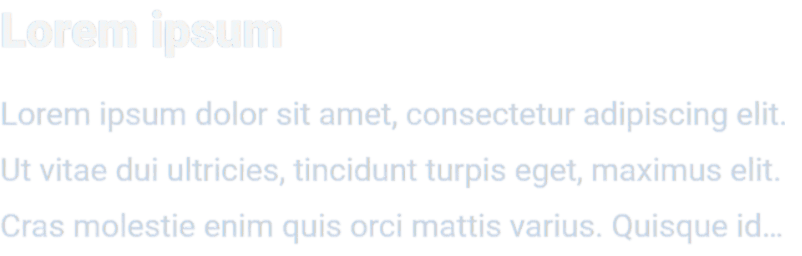 Lorem ipsum
Lorem ipsum dolor sit amet, consectetur adipiscing elit.
Ut vitae dui ultricies, tincidunt turpis eget, maximus elit.
Cras molestie enim quis orci mattis varius. Quisque id...